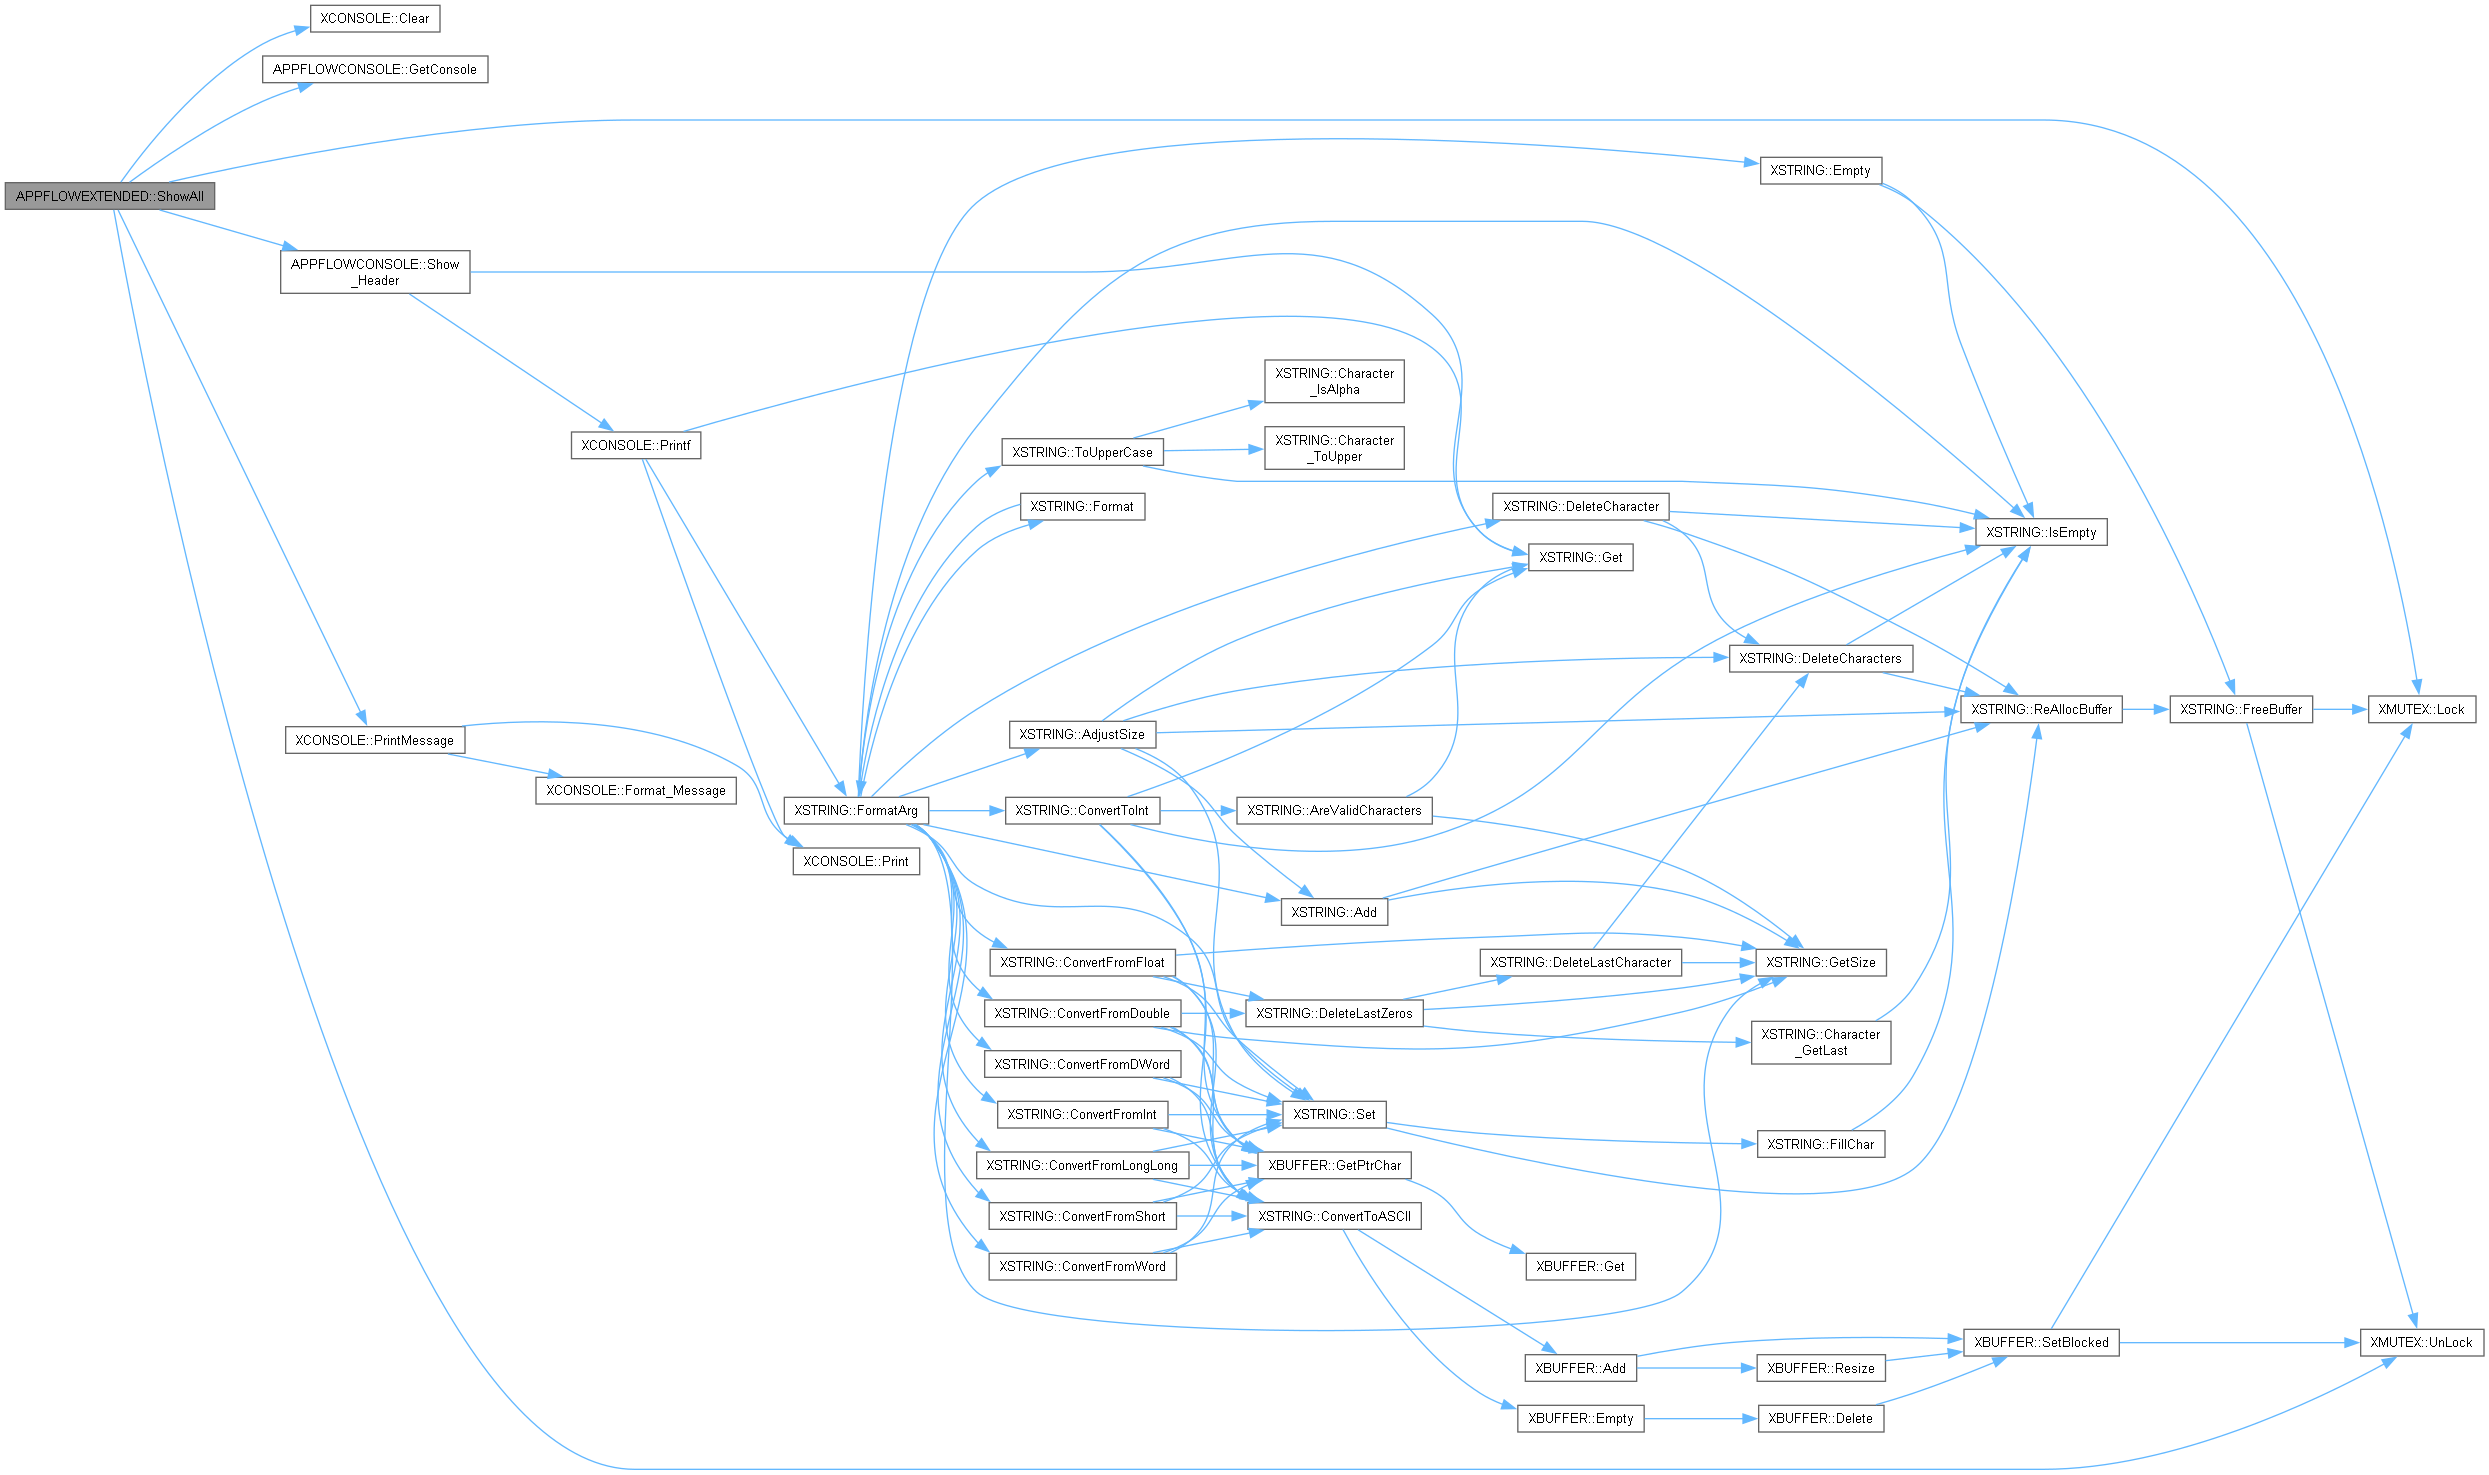 XCONSOLE::Clear
APPFLOWCONSOLE::GetConsole
APPFLOWEXTENDED::ShowAll
APPFLOWCONSOLE::Show
_Header
XCONSOLE::Printf
XCONSOLE::PrintMessage
XCONSOLE::Format_Message
XSTRING::FormatArg
XCONSOLE::Print
XSTRING::ToUpperCase
XSTRING::Format
XSTRING::AdjustSize
XSTRING::ConvertToInt
XSTRING::ConvertFromFloat
XSTRING::ConvertFromDouble
XSTRING::ConvertFromDWord
XSTRING::ConvertFromInt
XSTRING::ConvertFromLongLong
XSTRING::ConvertFromShort
XSTRING::ConvertFromWord
XSTRING::Character
_IsAlpha
XSTRING::Character
_ToUpper
XSTRING::AreValidCharacters
XSTRING::Add
XSTRING::DeleteLastZeros
XSTRING::Set
XBUFFER::GetPtrChar
XSTRING::ConvertToASCII
XSTRING::DeleteCharacter
XSTRING::Get
XSTRING::DeleteLastCharacter
XBUFFER::Get
XBUFFER::Add
XBUFFER::Empty
XSTRING::Empty
XSTRING::DeleteCharacters
XSTRING::GetSize
XSTRING::Character
_GetLast
XSTRING::FillChar
XBUFFER::Resize
XBUFFER::Delete
XSTRING::IsEmpty
XSTRING::ReAllocBuffer
XBUFFER::SetBlocked
XSTRING::FreeBuffer
XMUTEX::Lock
XMUTEX::UnLock